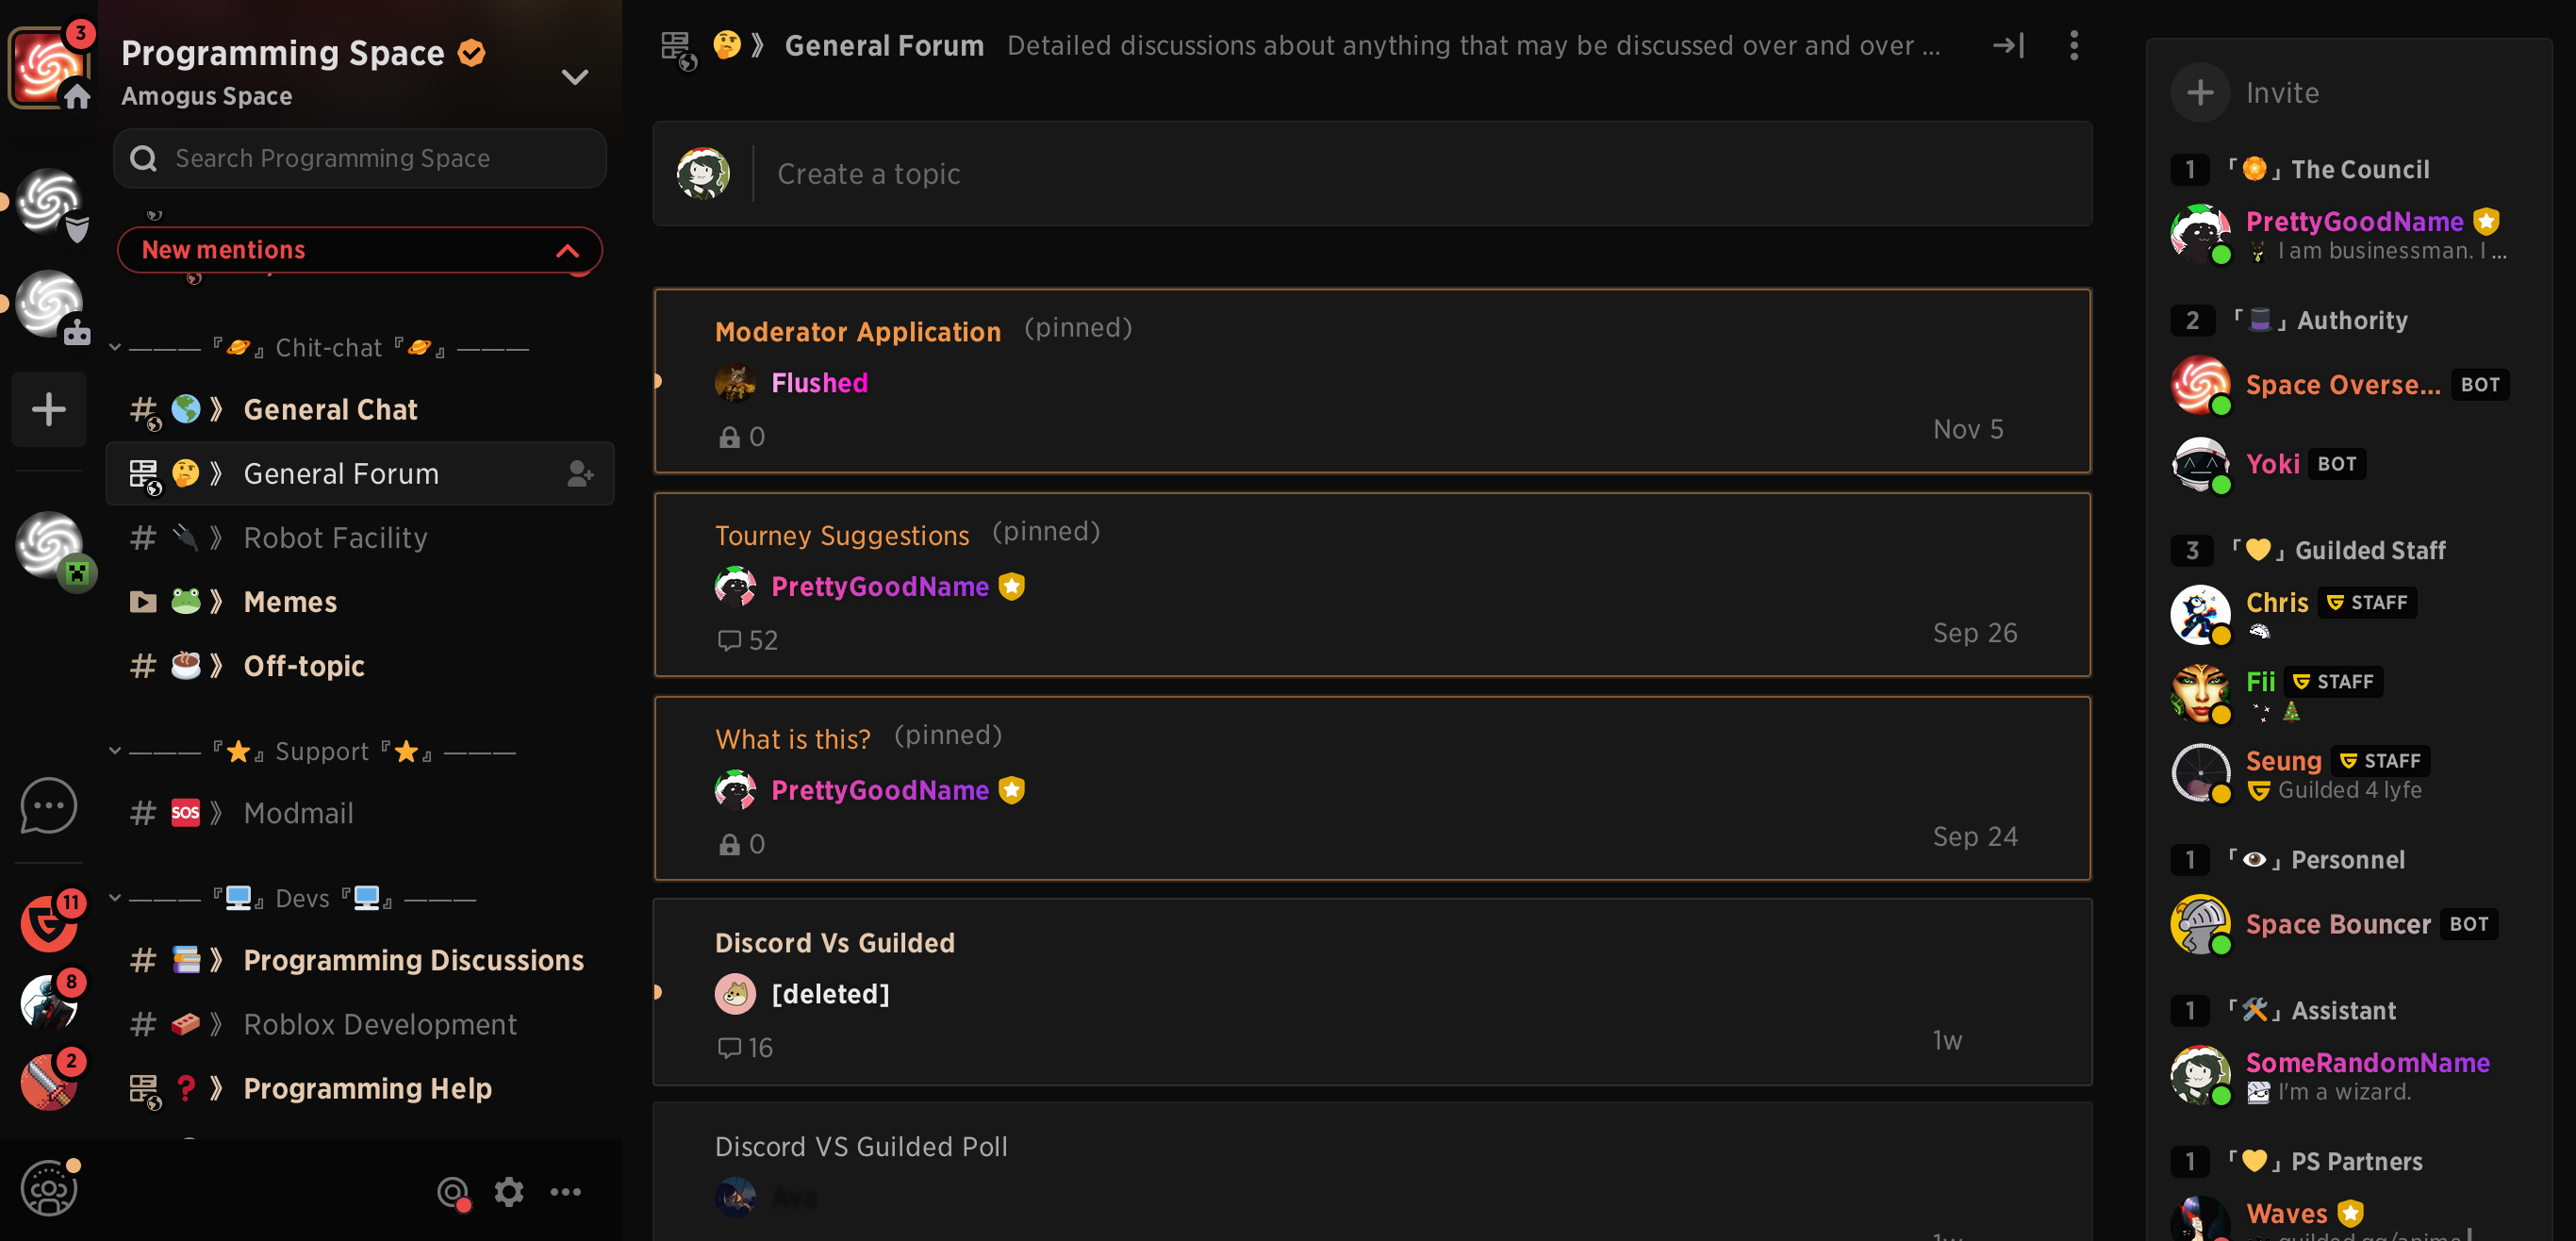 3
Programming Space
Amogus Space
Search Programming Space
New mentions
——— 『🪐』 Chit-chat 『🪐』 ———
# 🌎 》 General Chat
🤔 》 General Forum
# 🔌 》 Robot Facility
🐸 》 Memes
# ☕ 》 Off-topic
——— 『⭐』 Support 『⭐』 ———
# 🆘 》 Modmail
——— 『🖥️』 Devs 『🖥️』 ———
# 📚 》 Programming Discussions
# 🧱 》 Roblox Development
❓ 》 Programming Help
11
8
2
🤔 》 General Forum Detailed discussions about anything that may be discussed over and over ...
Create a topic
Moderator Application (pinned)
Flushed
0
Nov 5
Tourney Suggestions (pinned)
PrettyGoodName
52
Sep 26
What is this? (pinned)
PrettyGoodName
0
Sep 24
Discord Vs Guilded
[deleted]
16
1w
Discord VS Guilded Poll
Ava
1w
Invite
1 「🏵️」 The Council
PrettyGoodName
I am businessman. I ...
2 「🎩」 Authority
Space Overse... BOT
Yoki BOT
3 「💛」 Guilded Staff
Chris STAFF
Fii STAFF
Seung STAFF
Guilded 4 lyfe
1 「👁️」 Personnel
Space Bouncer BOT
1 「🛠️」 Assistant
SomeRandomName
I'm a wizard.
1 「💛」 PS Partners
Waves
guilded.gg/anime